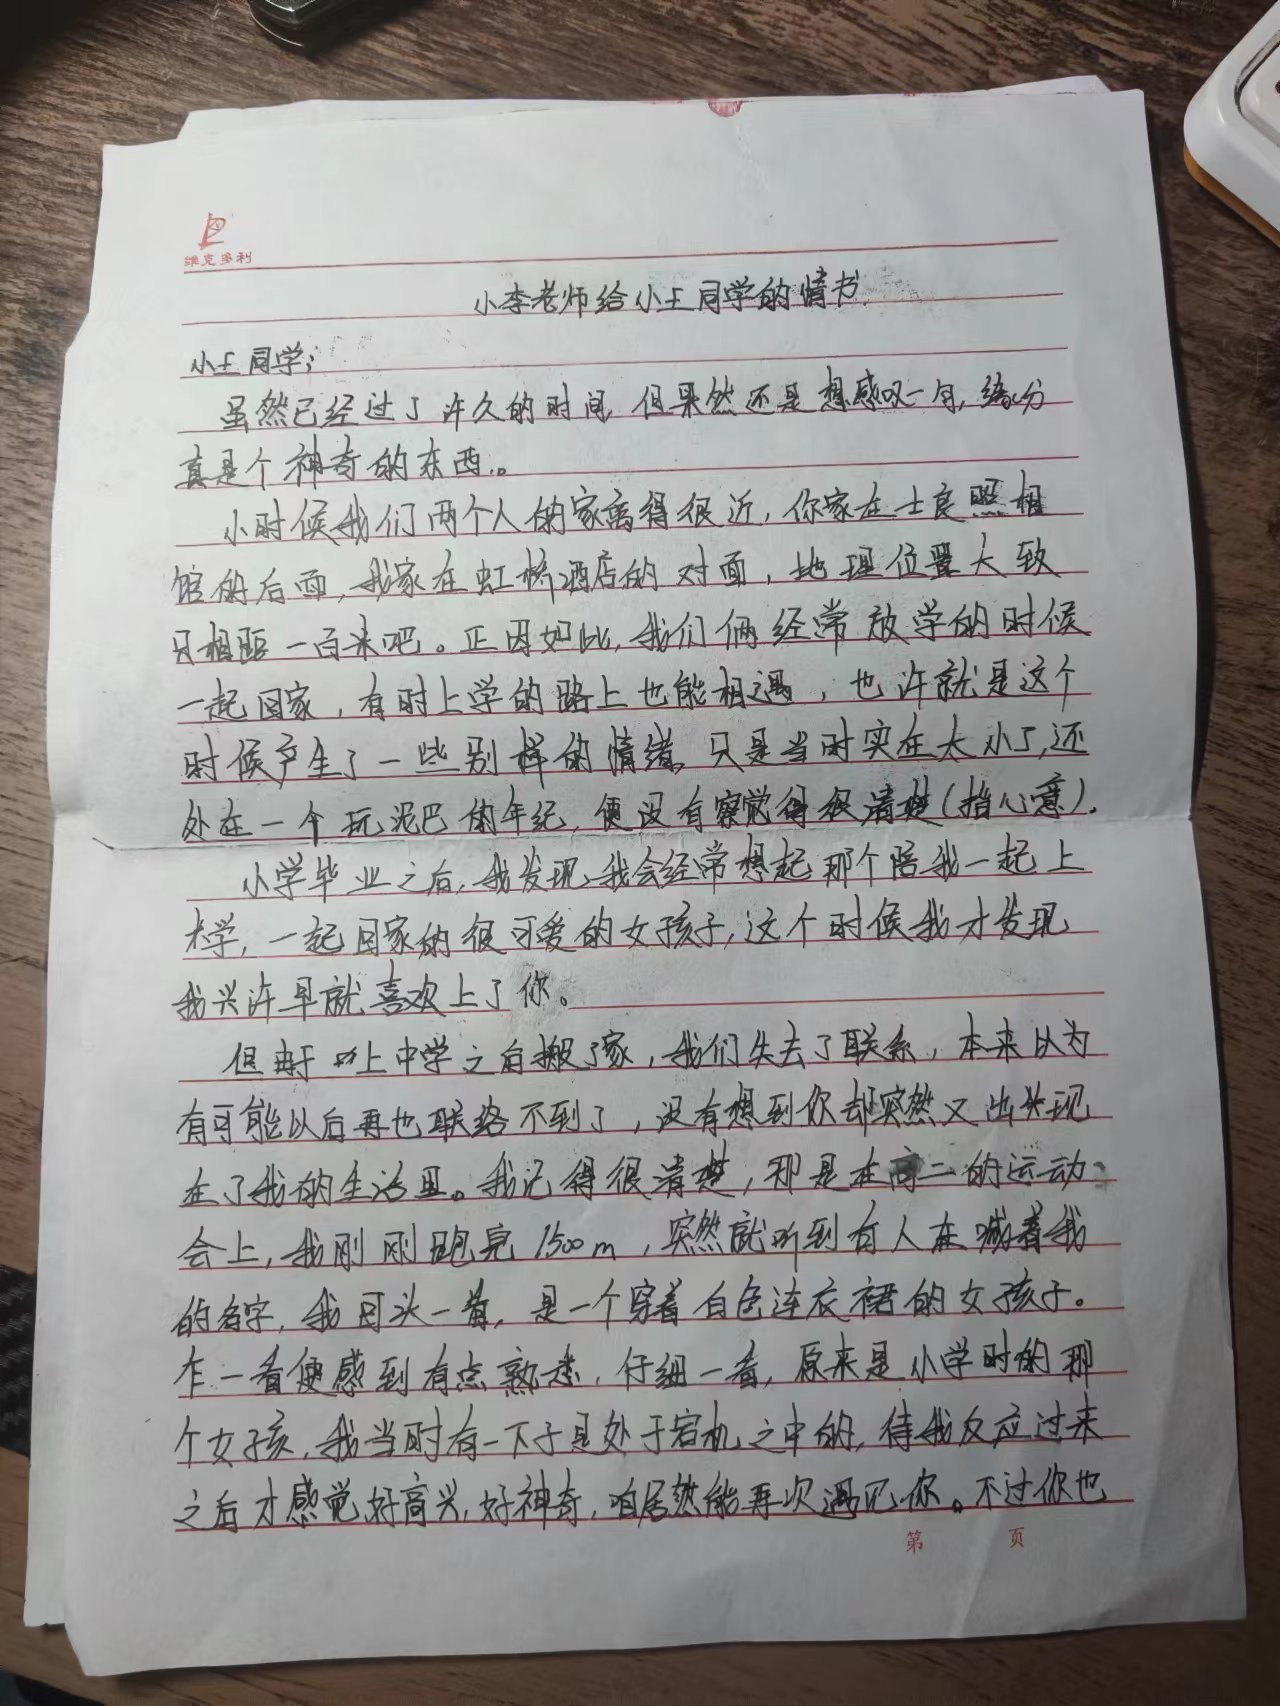 维克多利
小李老师给小王同学的情书
小王同学:
虽然已经过了许久的时间,但果然还是想感叹一句,缘分
真是个神奇的东西..。
小时候我们两个人的家离得很近,你家在士良照相
馆的后面,我家在虹桥酒店的对面,地理位置大致
只相距一百米吧。正因如此,我们俩经常放学的时候
一起回家,有时上学的路上也能相遇,也许就是这个
时候产生了一些别样的情绪,只是当时实在太小了,还
处在一个玩泥巴的年纪,便没有察觉得很清楚(捂心意).
小学毕业之后,我发现,我会经常想起那个陪我一起上
学,一起回家的很可爱的女孩子,这个时候我才发现
我兴许早就喜欢上了你。
但由于上中学之后搬了家,我们失去了联系,本来以为
有可能以后再也联络不到了,没有想到你却突然又出现
在了我的生活里。我记得很清楚,那是在高二的运动
会上,我刚刚跑完1500m,突然就听到有人在喊着我
的名字,我回头一看,是一个穿着白色连衣裙的女孩子。
乍一看便感到有点熟悉,仔细一看,原来是小学时的那
个女孩,我当时有一下子是处于宕机之中的,待我反应过来
之后才感觉好高兴,好神奇,咱居然能再次遇见你。不过你也
第 页